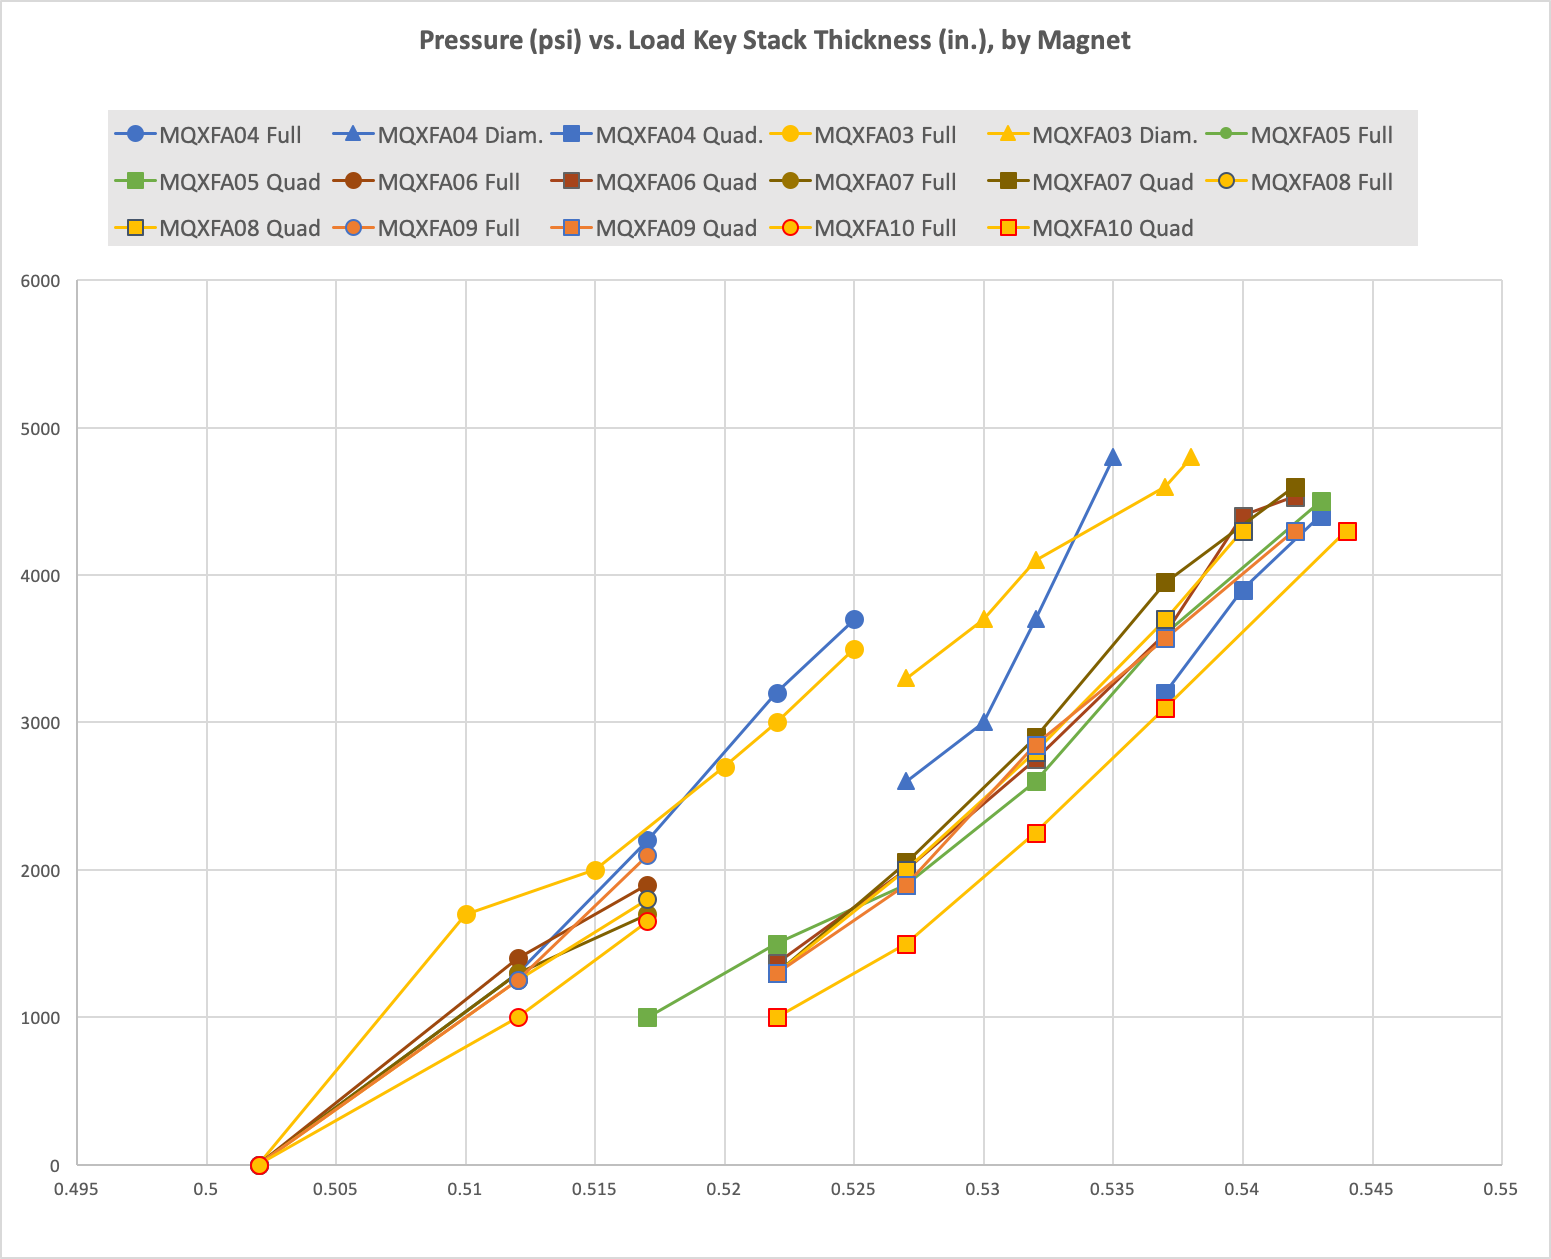 Pressure (psi) vs. Load Key Stack Thickness (in.), by Magnet
MQXFA04 Full MQXFA04 Diam. MQXFA04 Quad. MQXFA03 Full MQXFA03 Diam. MQXFA05 Full
MQXFA05 Quad MQXFA06 Full MQXFA06 Quad MQXFA07 Full MQXFA07 Quad MQXFA08 Full
MQXFA08 Quad MQXFA09 Full MQXFA09 Quad MQXFA10 Full MQXFA10 Quad
6000
5000
4000
3000
2000
1000
0
0.495 0.5 0.505 0.51 0.515 0.52 0.525 0.53 0.535 0.54 0.545 0.55